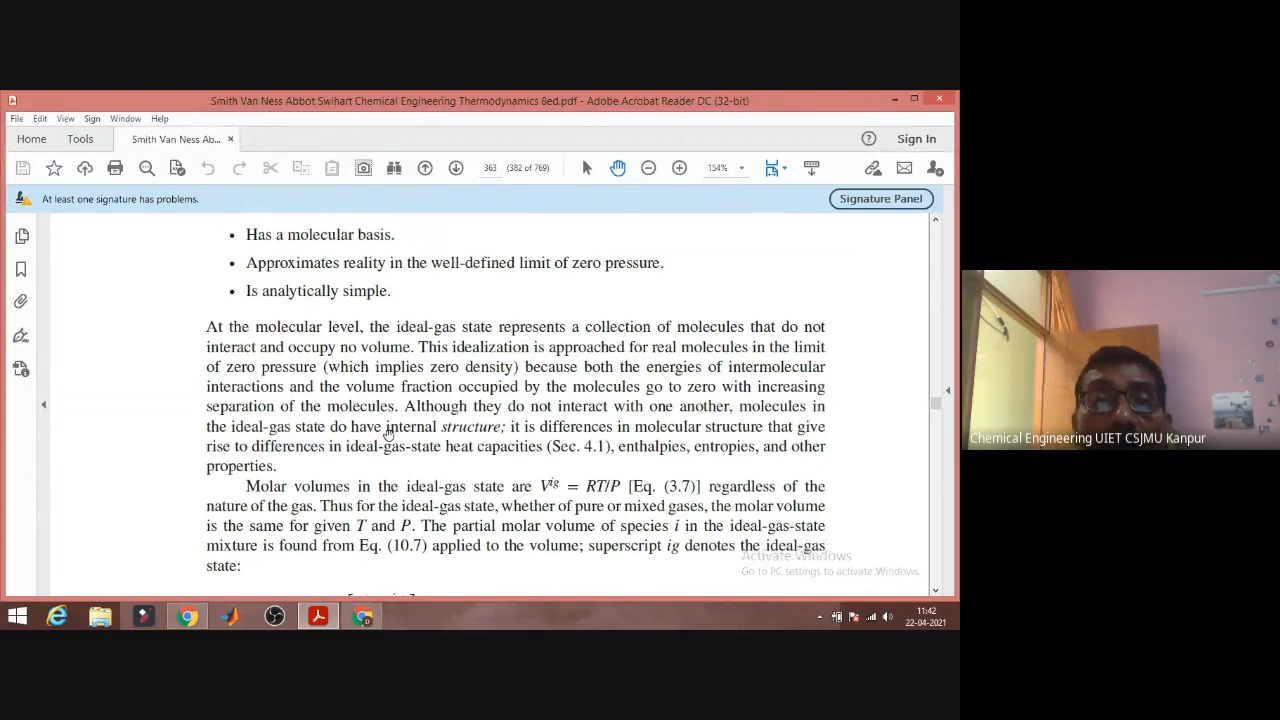 Smith Van Ness Abbot Swihart Chemical Engineering Thermodynamics 8ed.pdf - Adobe Acrobat Reader DC (32-bit)
File Edit View Sign Window Help
Home Tools Smith Van Ness Ab... × Sign In
363 (382 of 769) 154%
At least one signature has problems. Signature Panel
• Has a molecular basis.
• Approximates reality in the well-defined limit of zero pressure.
• Is analytically simple.
At the molecular level, the ideal-gas state represents a collection of molecules that do not
interact and occupy no volume. This idealization is approached for real molecules in the limit
of zero pressure (which implies zero density) because both the energies of intermolecular
interactions and the volume fraction occupied by the molecules go to zero with increasing
separation of the molecules. Although they do not interact with one another, molecules in
the ideal-gas state do have internal structure; it is differences in molecular structure that give
rise to differences in ideal-gas-state heat capacities (Sec. 4.1), enthalpies, entropies, and other
properties.
Molar volumes in the ideal-gas state are V^ig = RT/P [Eq. (3.7)] regardless of the
nature of the gas. Thus for the ideal-gas state, whether of pure or mixed gases, the molar volume
is the same for given T and P. The partial molar volume of species i in the ideal-gas-state
mixture is found from Eq. (10.7) applied to the volume; superscript ig denotes the ideal-gas
state:
Activate Windows
Go to PC settings to activate Windows.
11:42
22-04-2021
Chemical Engineering UIET CSJMU Kanpur